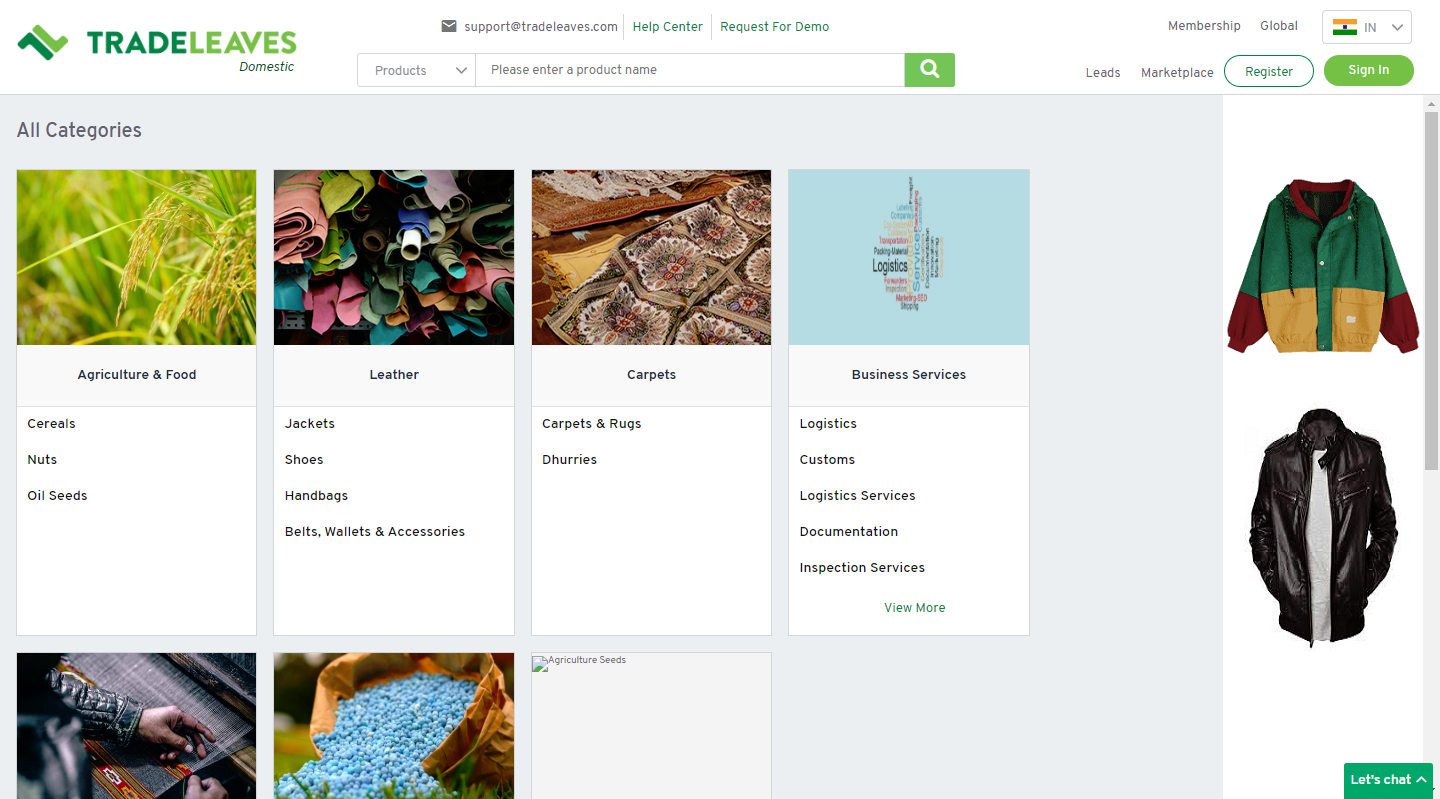 support@tradeleaves.com
Help Center
Request For Demo
Membership
Global
IN
TRADELEAVES
Domestic
Products
Please enter a product name
Leads
Marketplace
Register
Sign In
All Categories
Labeling
Transportation
Packing-Material
Logistics
Forwarders
Inspection
Marketing-SEO
Shipping
Service
Documentation
Agriculture & Food
Leather
Carpets
Business Services
Cereals
Nuts
Oil Seeds
Jackets
Shoes
Handbags
Belts, Wallets & Accessories
Carpets & Rugs
Dhurries
Logistics
Customs
Logistics Services
Documentation
Inspection Services
View More
Agriculture Seeds
Let's chat